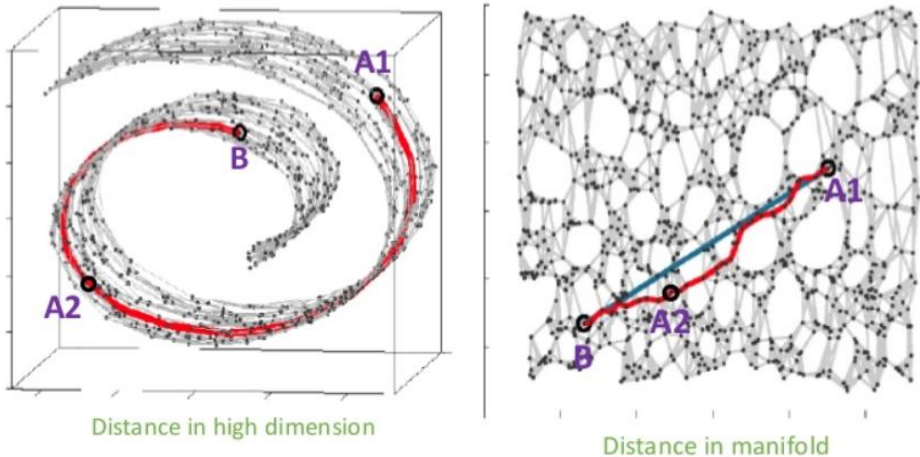 A1
B
A2
Distance in high dimension
A1
A2
B
Distance in manifold